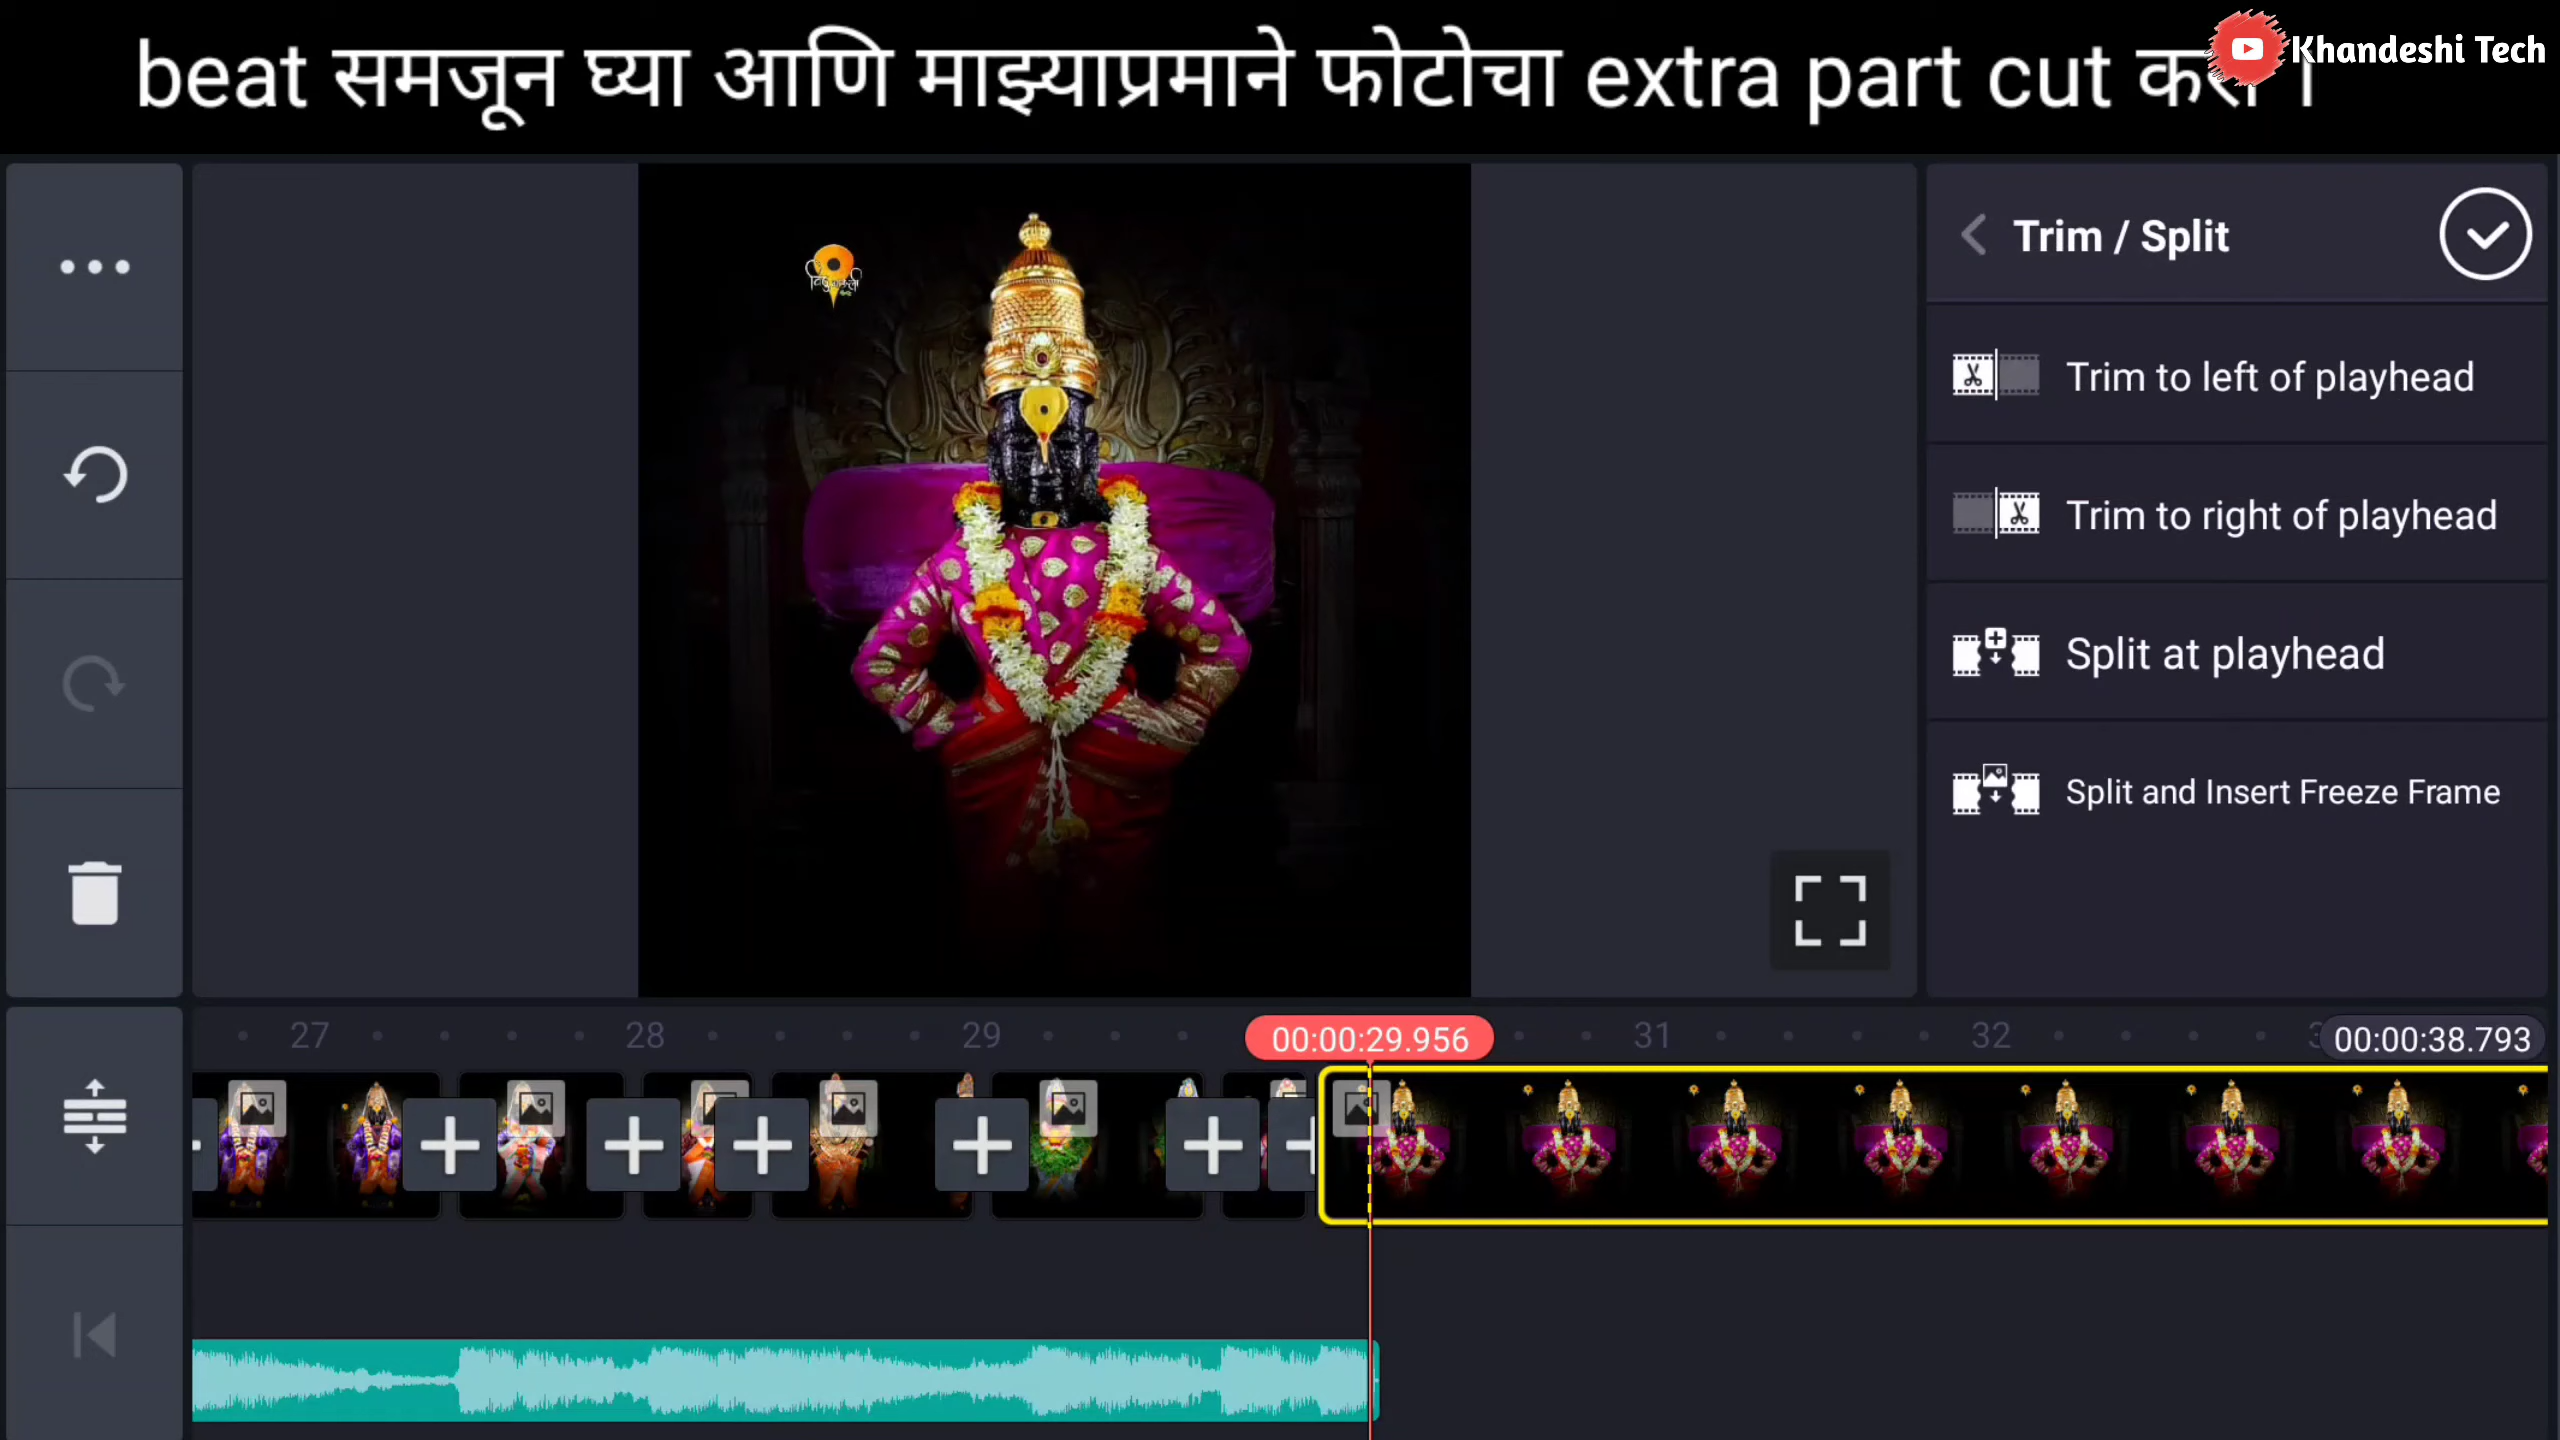 beat समजून घ्या आणि माझ्याप्रमाने फोटोचा extra part cut करा ।
Khandeshi Tech
Trim / Split
Trim to left of playhead
Trim to right of playhead
Split at playhead
Split and Insert Freeze Frame
27 28 29 00:00:29.956 31 32 00:00:38.793